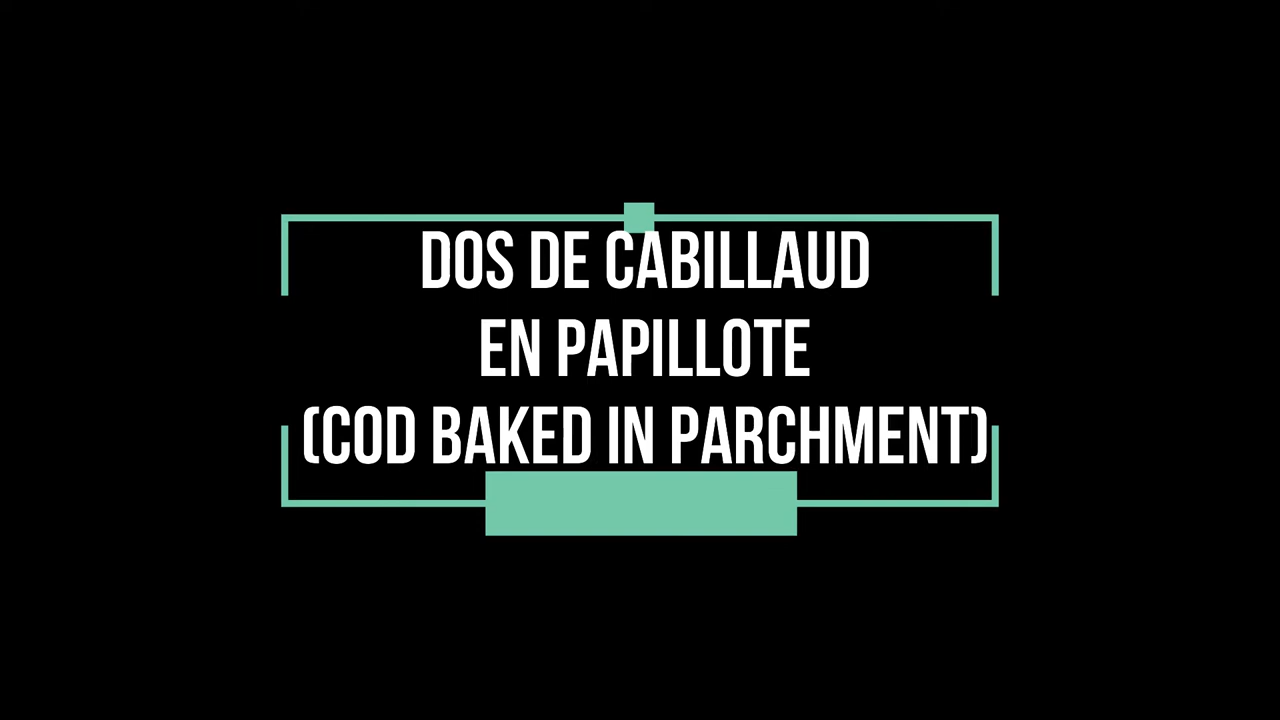 DOS DE CABILLAUD
EN PAPILLOTE
(COD BAKED IN PARCHMENT)